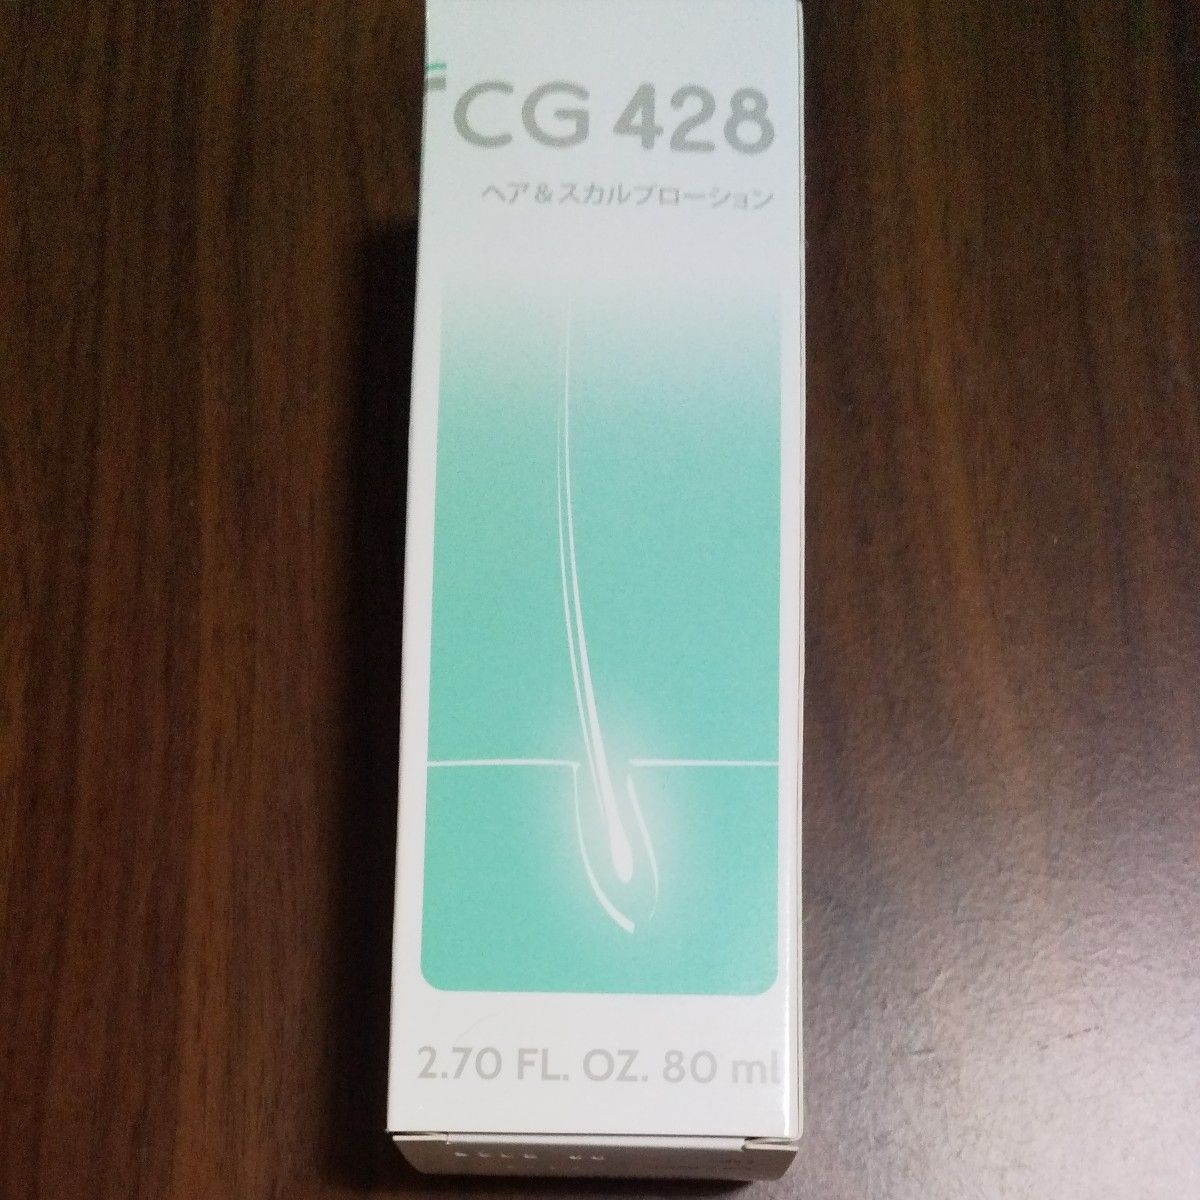 CG 428
ヘア&スカルプローション
2.70 FL. OZ. 80 ml